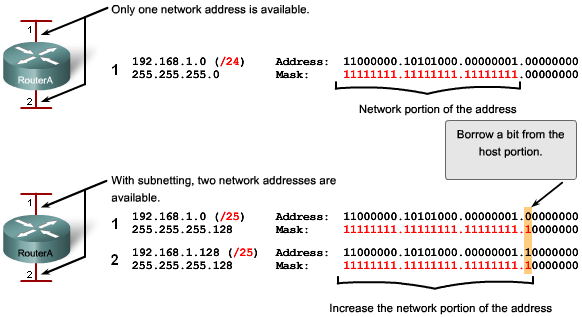 Only one network address is available.
1
RouterA
2
1 192.168.1.0 (/24) Address: 11000000.10101000.00000001.00000000
255.255.255.0 Mask: 11111111.11111111.11111111.00000000
Network portion of the address
Borrow a bit from the
host portion.
With subnetting, two network addresses are
available.
1
RouterA
2
1 192.168.1.0 (/25) Address: 11000000.10101000.00000001.00000000
255.255.255.128 Mask: 11111111.11111111.11111111.10000000
2 192.168.1.128 (/25) Address: 11000000.10101000.00000001.10000000
255.255.255.128 Mask: 11111111.11111111.11111111.10000000
Increase the network portion of the address